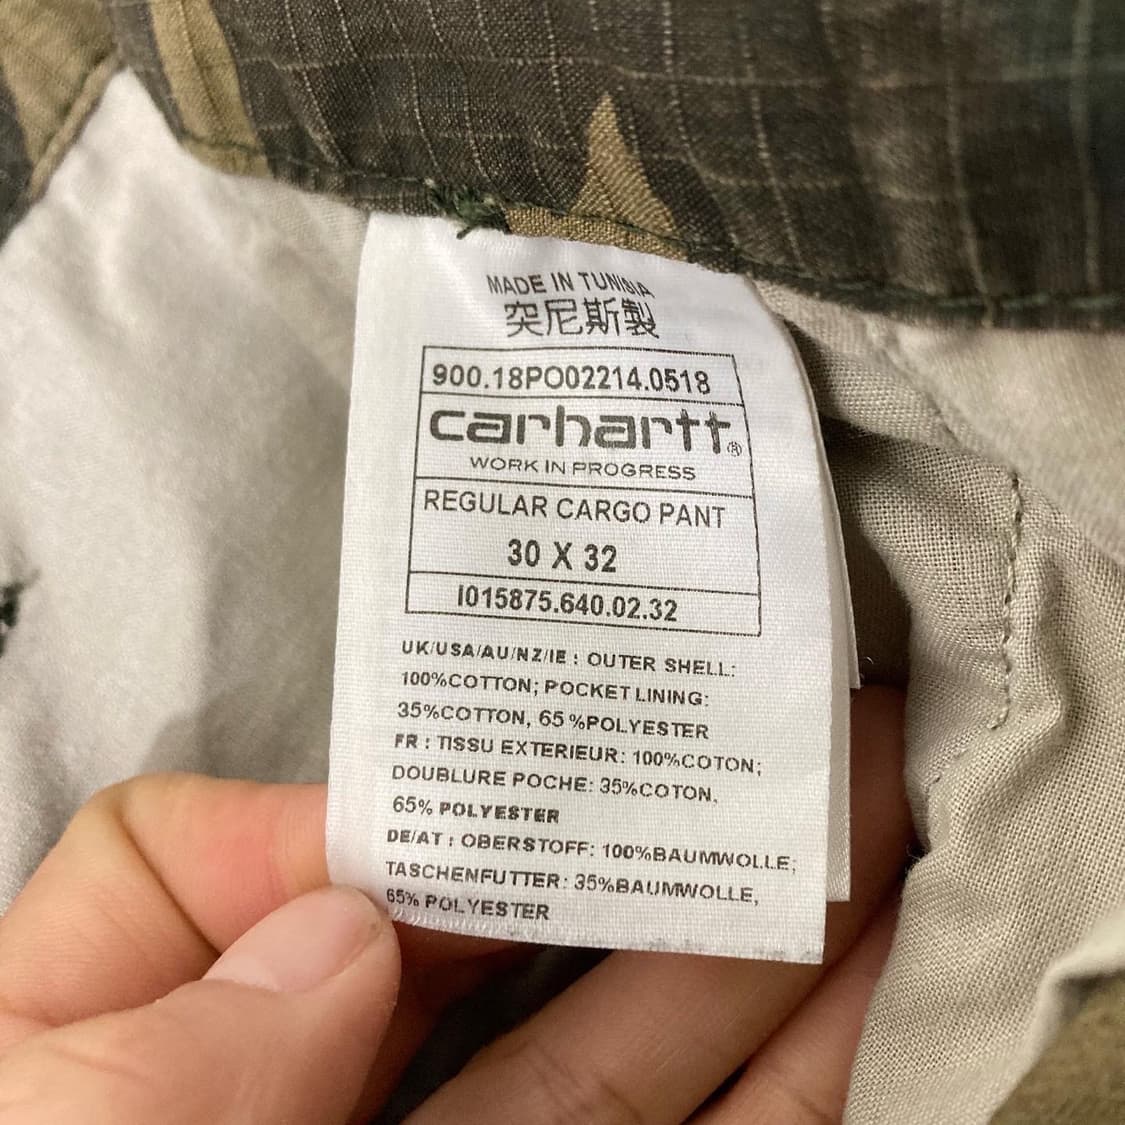 MADE IN TUNISIA
突尼斯製
900.18PO02214.0518
carhartt®
WORK IN PROGRESS
REGULAR CARGO PANT
30 X 32
I015875.640.02.32
UK/USA/AU/NZ/IE : OUTER SHELL:
100%COTTON; POCKET LINING:
35%COTTON, 65%POLYESTER
FR : TISSU EXTERIEUR: 100%COTON;
DOUBLURE POCHE: 35%COTON,
65% POLYESTER
DE/AT : OBERSTOFF: 100%BAUMWOLLE;
TASCHENFUTTER: 35%BAUMWOLLE,
65% POLYESTER